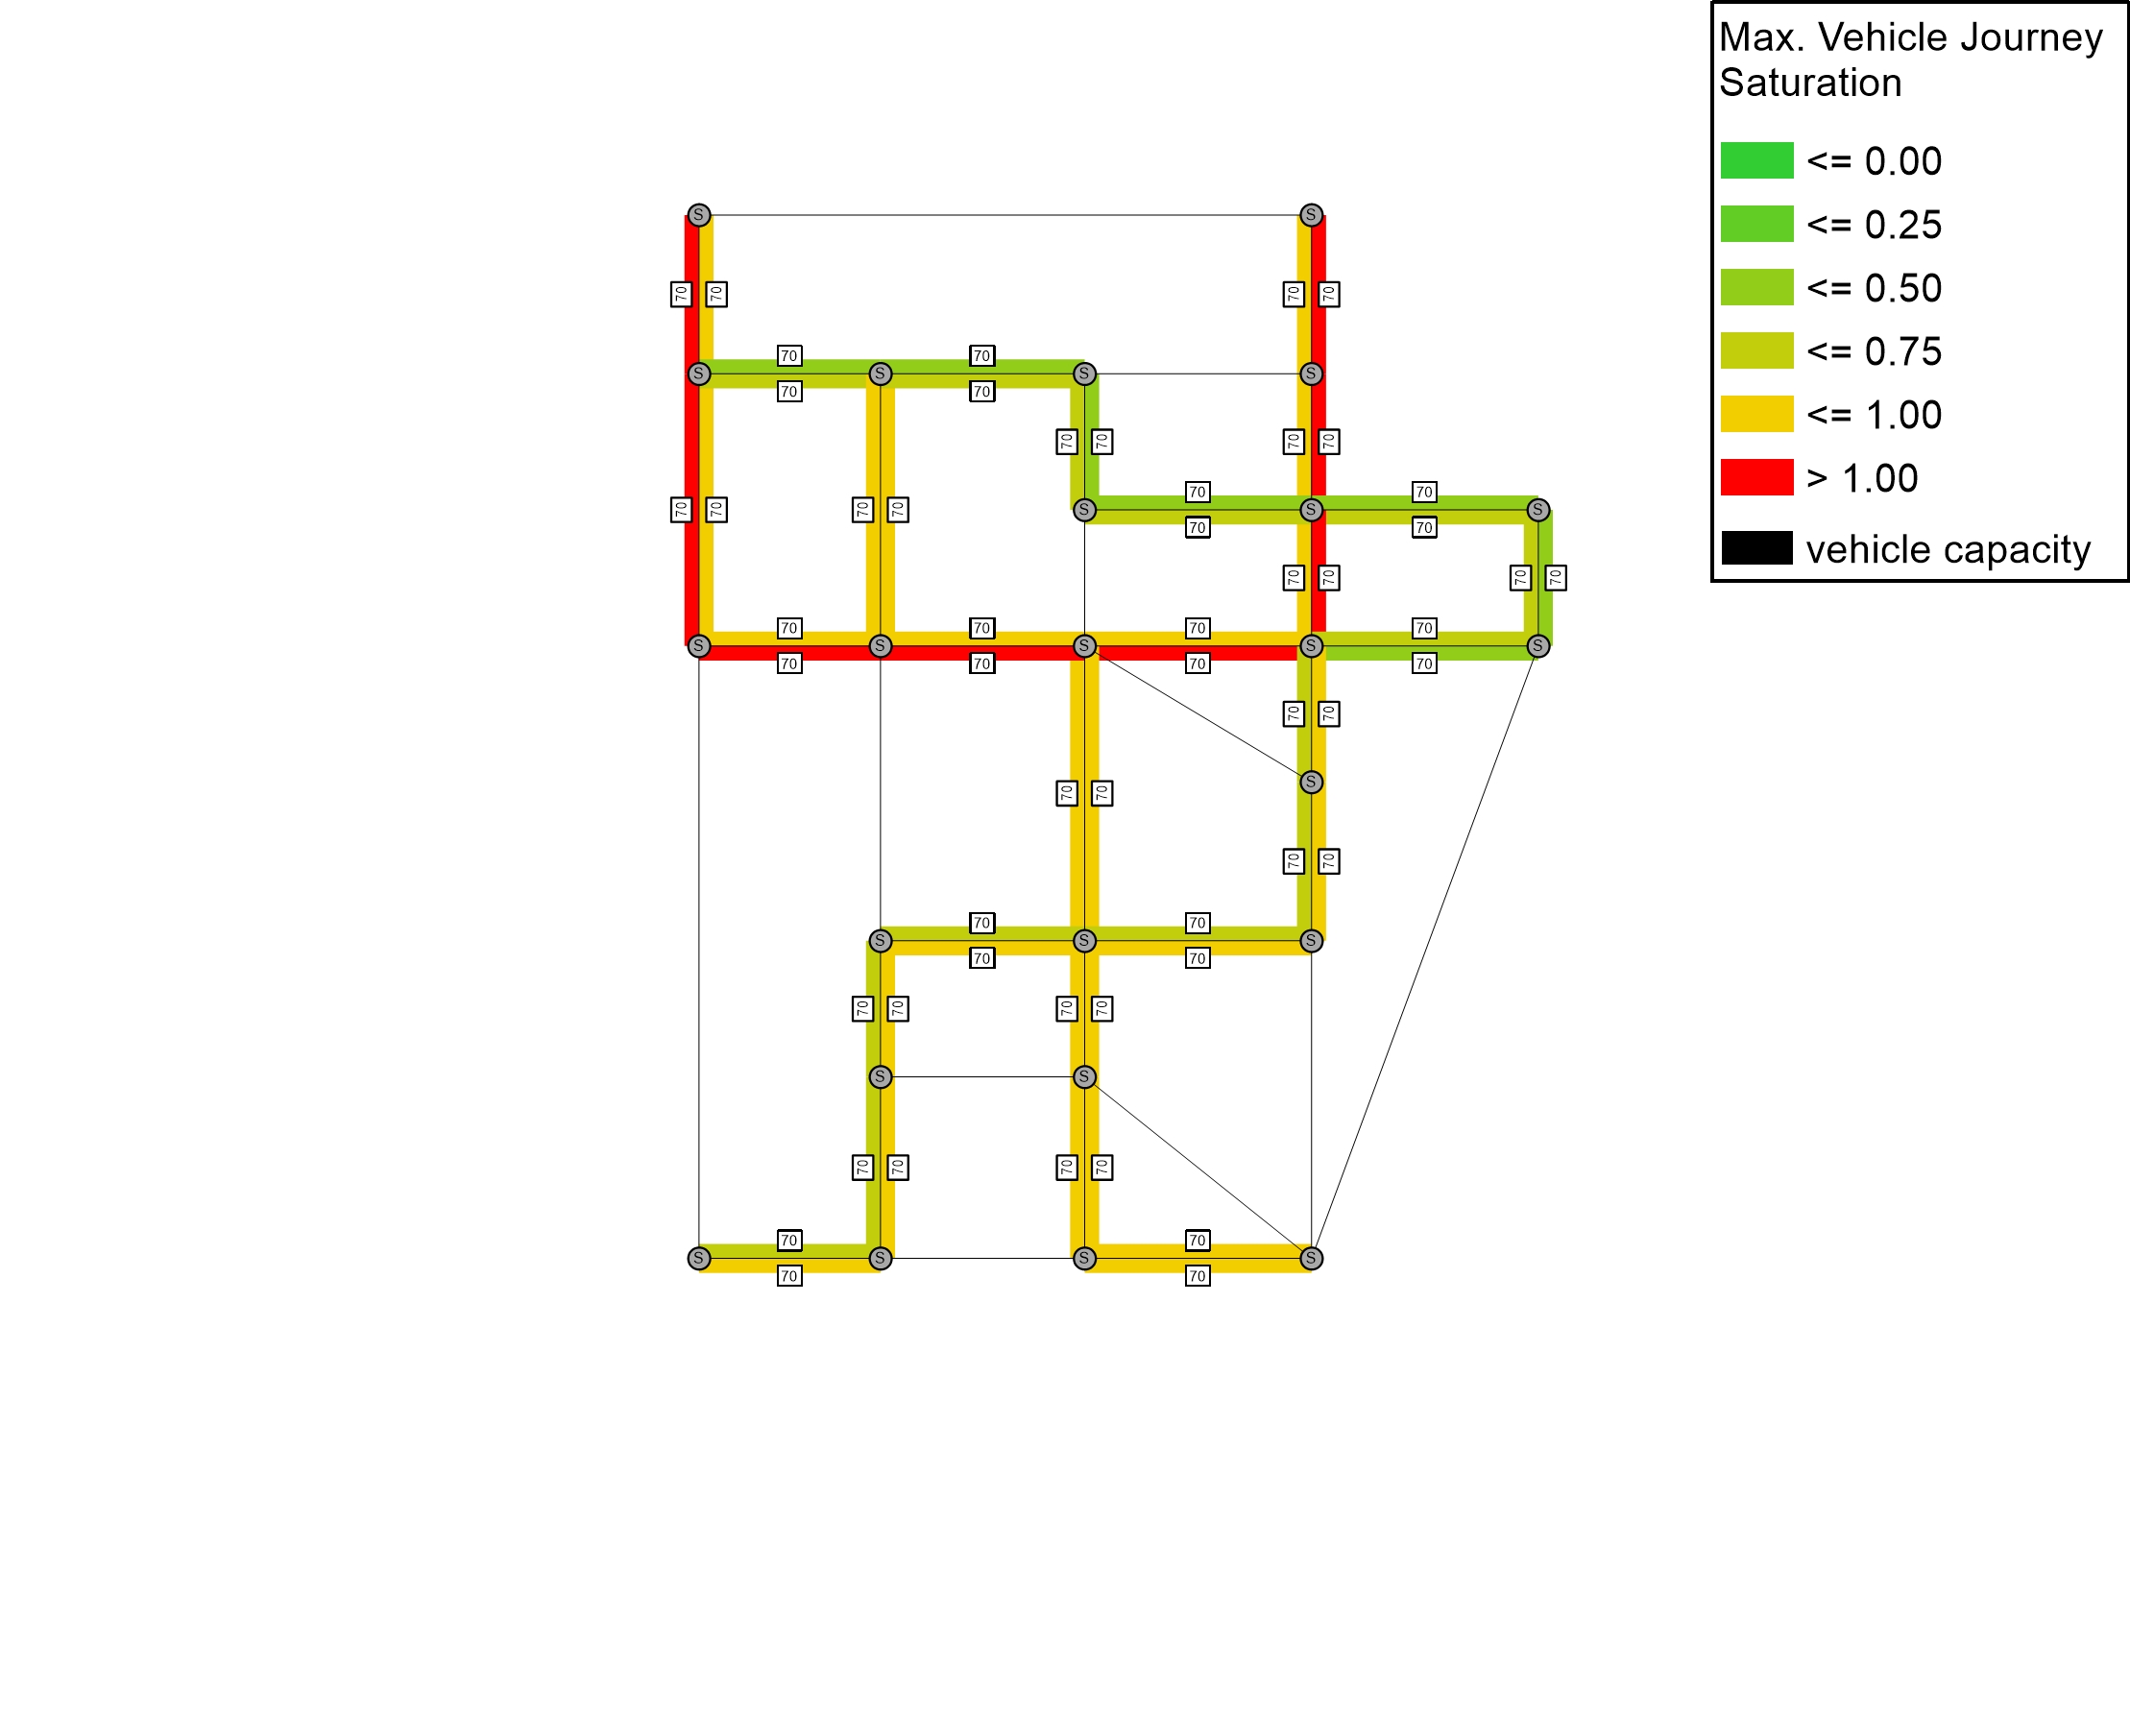 Max. Vehicle Journey
Saturation
<= 0.00
<= 0.25
<= 0.50
<= 0.75
<= 1.00
> 1.00
vehicle capacity
S S
70 70 70 70
70 70
S S S S
70 70
70 70 70 70
70 70
70 70 70 70 S S S
70 70
70 70 70 70
70 70 70 70
S S S S S
70 70 70 70
70 70
S
70 70
70 70
70 70
S S S
70 70
70 70 70 70
S S
70 70 70 70
70 70
S S S S
70 70